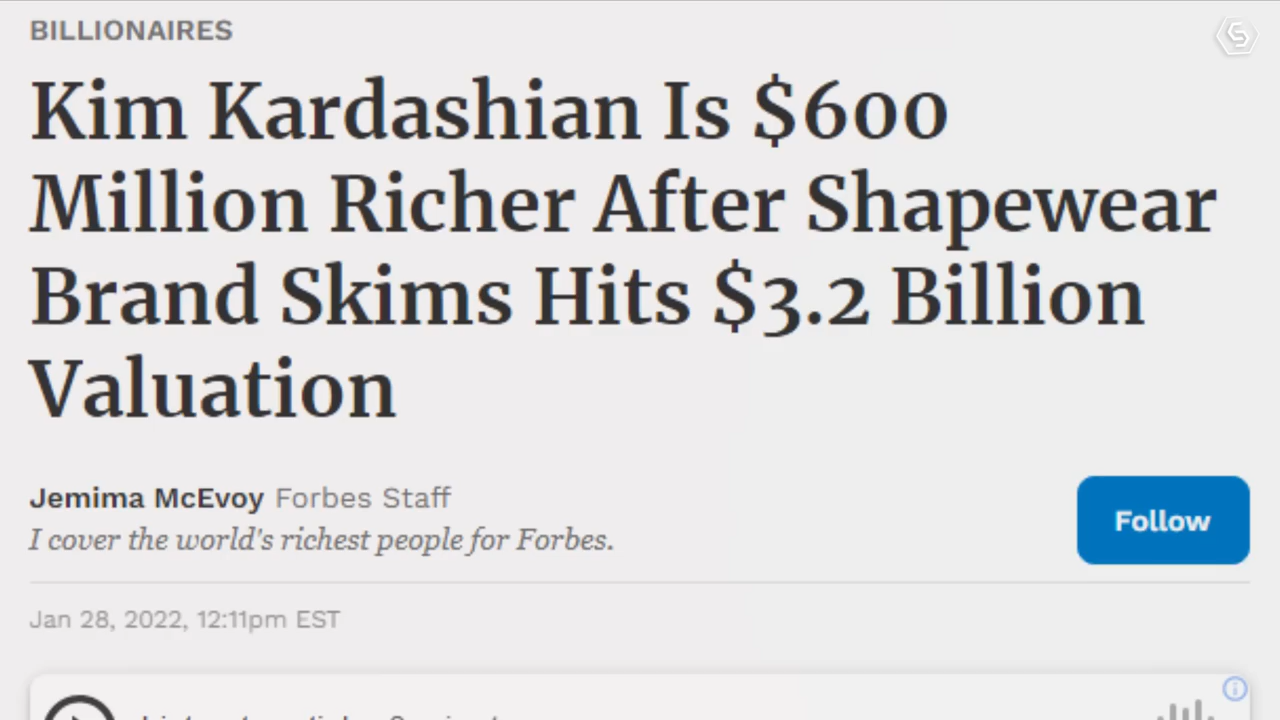 BILLIONAIRES
Kim Kardashian Is $600
Million Richer After Shapewear
Brand Skims Hits $3.2 Billion
Valuation
Jemima McEvoy Forbes Staff
I cover the world's richest people for Forbes.
Follow
Jan 28, 2022, 12:11pm EST